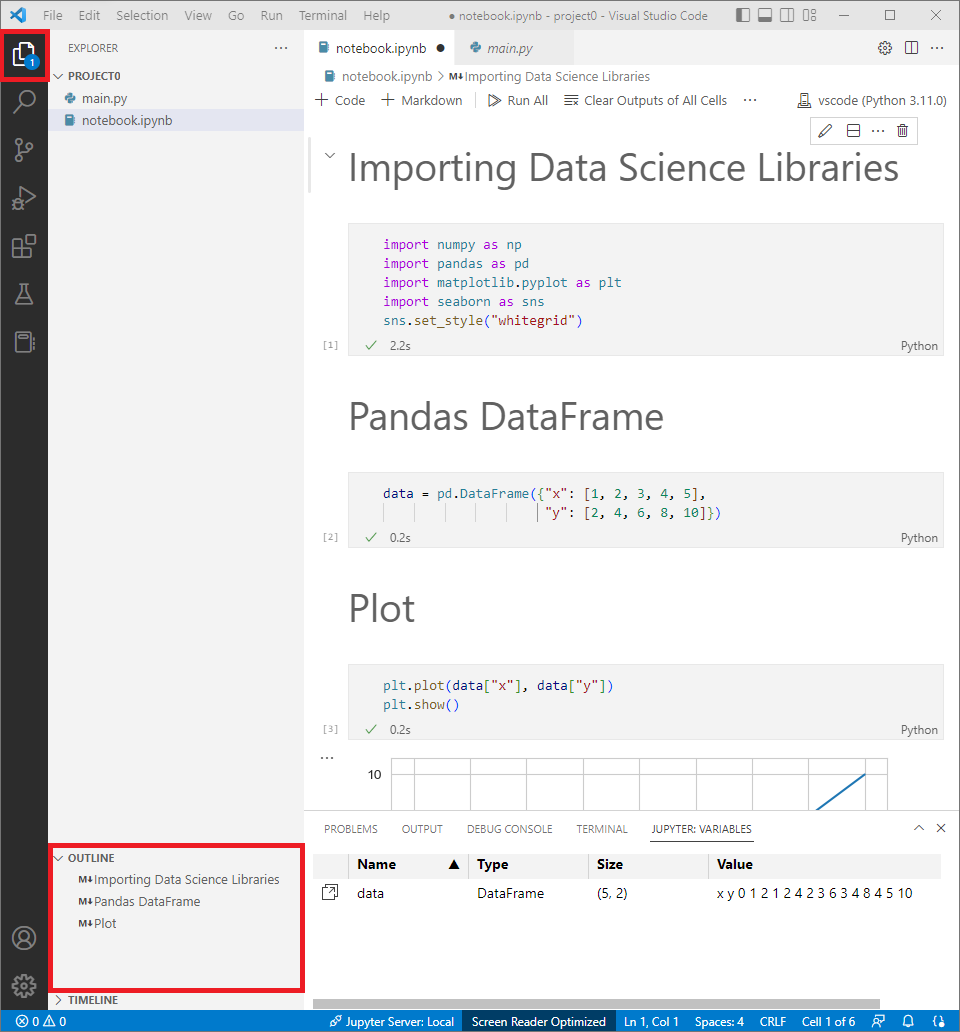 File Edit Selection View Go Run Terminal Help ● notebook.ipynb - project0 - Visual Studio Code
1
EXPLORER
PROJECT0
main.py
notebook.ipynb
OUTLINE
M↓Importing Data Science Libraries
M↓Pandas DataFrame
M↓Plot
TIMELINE
notebook.ipynb ● main.py
notebook.ipynb > M↓Importing Data Science Libraries
+ Code + Markdown Run All Clear Outputs of All Cells ... vscode (Python 3.11.0)
Importing Data Science Libraries
import numpy as np
import pandas as pd
import matplotlib.pyplot as plt
import seaborn as sns
sns.set_style("whitegrid")
[1] ✓ 2.2s Python
Pandas DataFrame
data = pd.DataFrame({"x": [1, 2, 3, 4, 5],
"y": [2, 4, 6, 8, 10]})
[2] ✓ 0.2s Python
Plot
plt.plot(data["x"], data["y"])
plt.show()
[3] ✓ 0.2s Python
10
PROBLEMS OUTPUT DEBUG CONSOLE TERMINAL JUPYTER: VARIABLES
Name ▲ Type Size Value
data DataFrame (5, 2) x y 0 1 2 1 2 4 2 3 6 3 4 8 4 5 10
0 0 Jupyter Server: Local Screen Reader Optimized Ln 1, Col 1 Spaces: 4 CRLF Cell 1 of 6